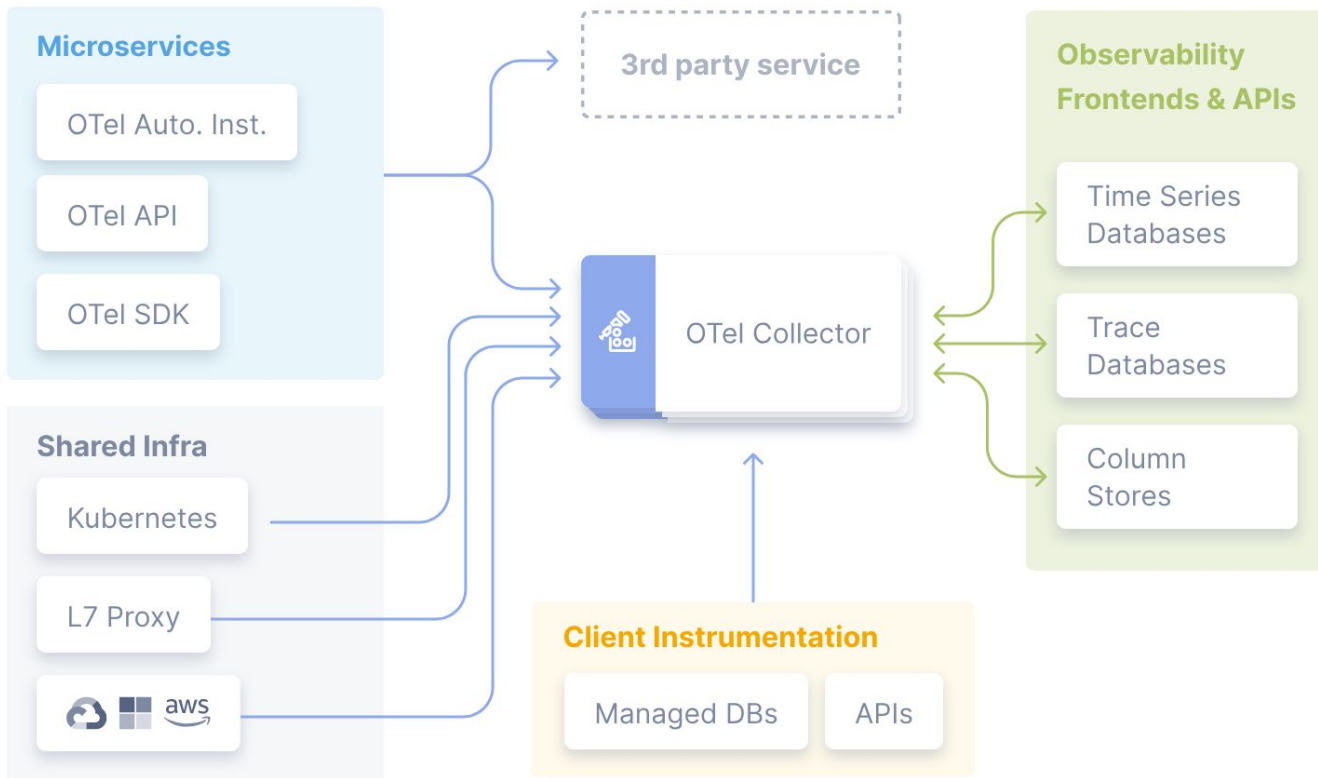 Microservices
OTel Auto. Inst.
OTel API
OTel SDK
Shared Infra
Kubernetes
L7 Proxy
aws
3rd party service
OTel Collector
Client Instrumentation
Managed DBs
APIs
Observability
Frontends & APIs
Time Series
Databases
Trace
Databases
Column
Stores